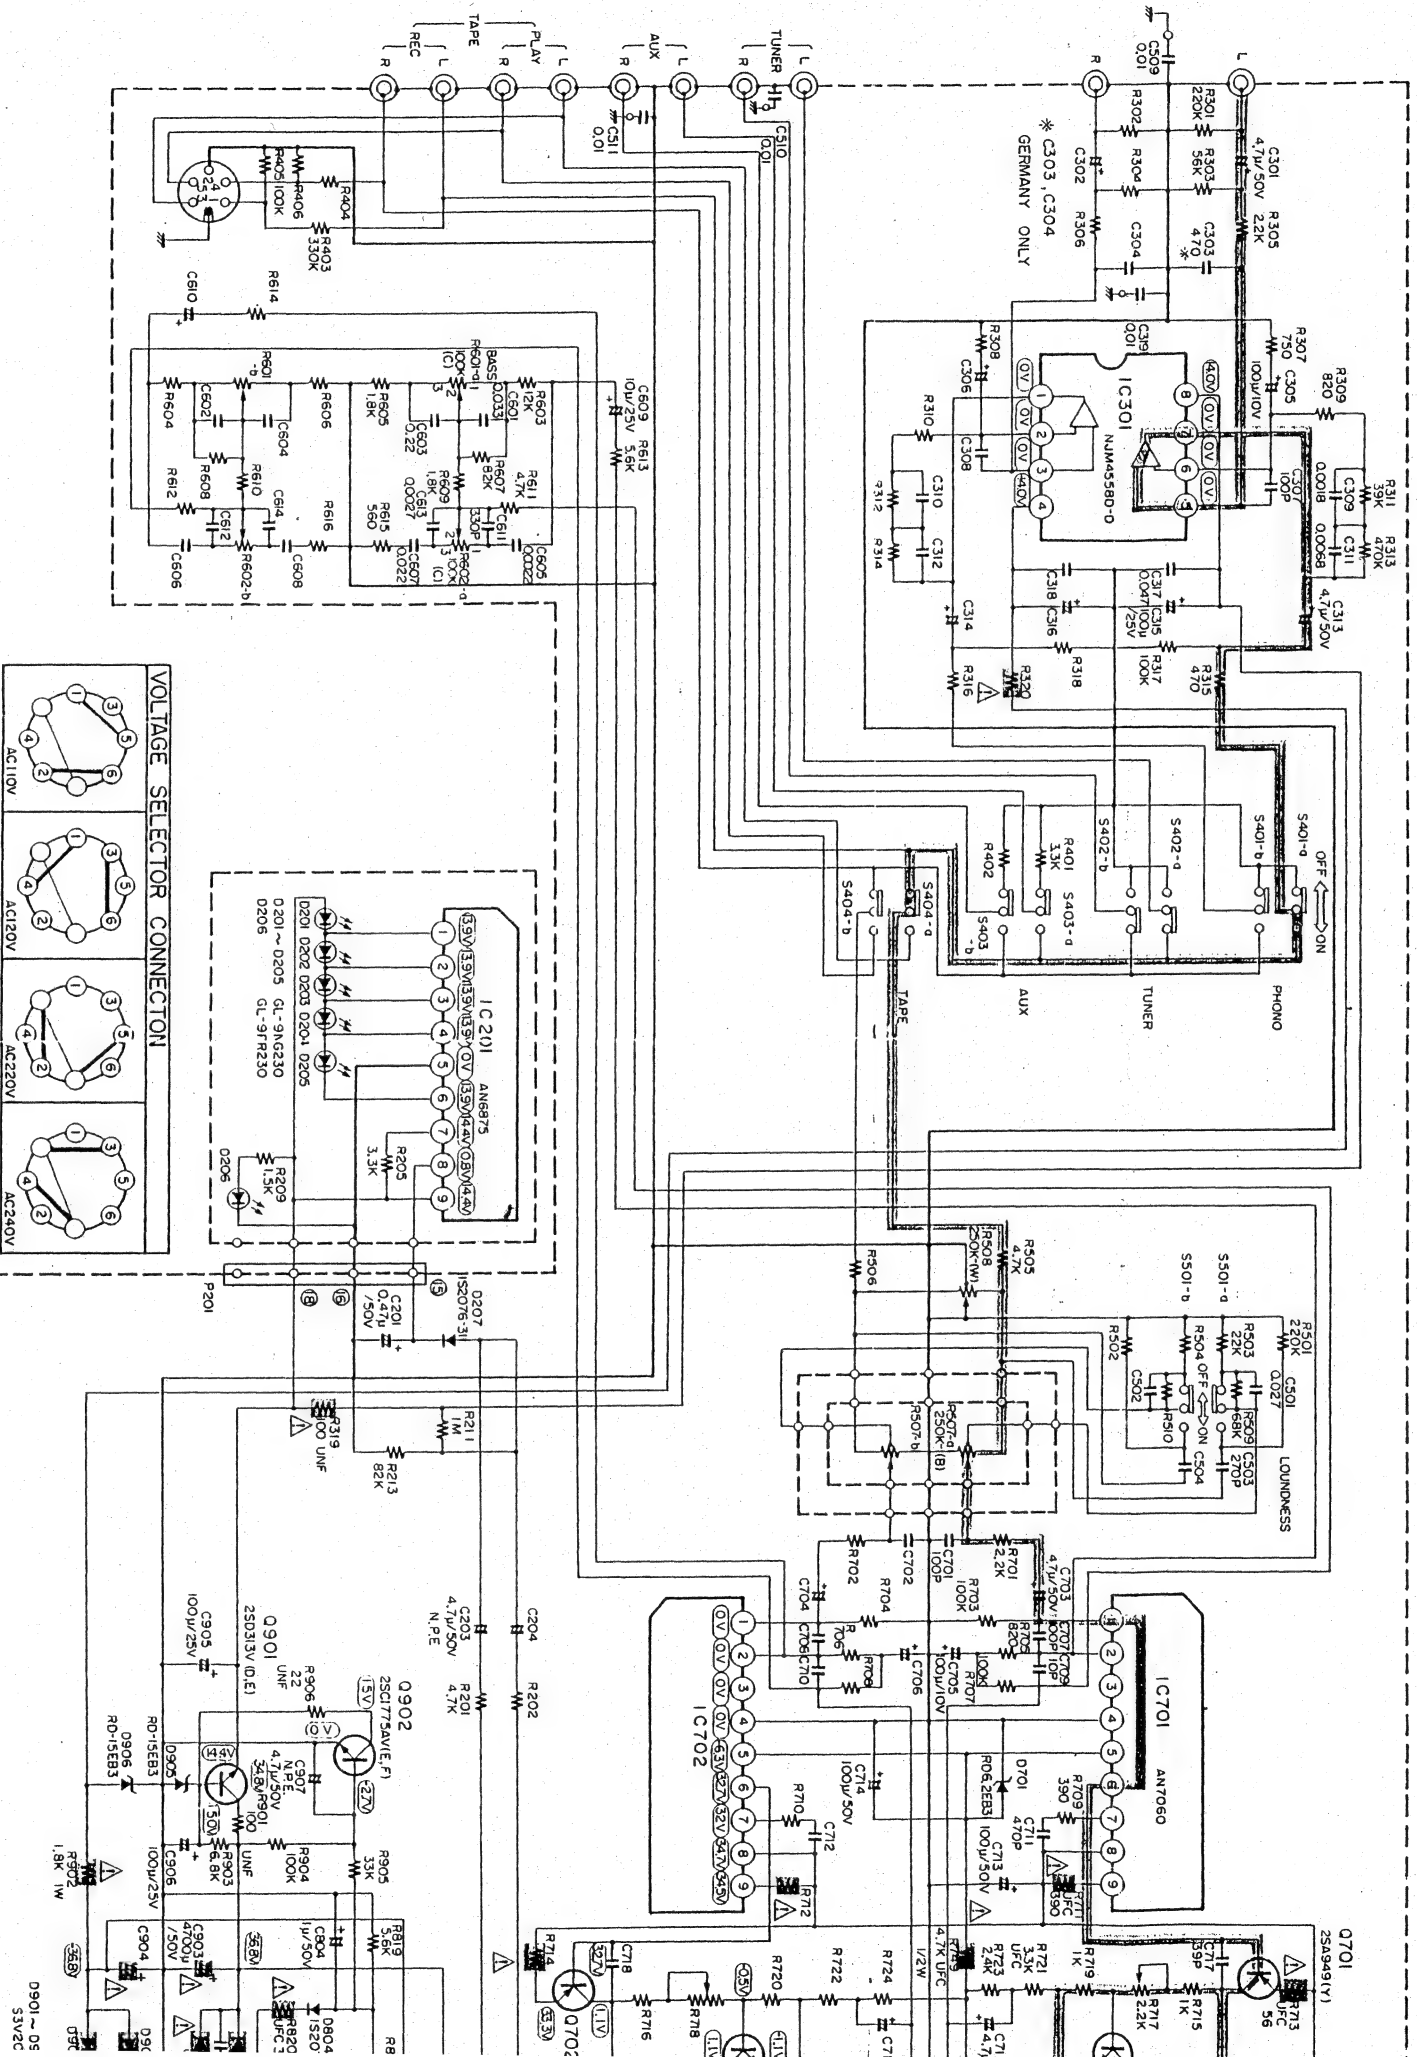 L
R
C509
0.01
R301
220K
C301
4.7μ/50V
R302
R303
56K
R305
2.2K
C302
R304
R306
C303
470
※
C304
※ C303, C304
GERMANY ONLY
C319
0.01
R307
750
C305
100μ/10V
R309
820
R311
39K
C309
0.0018
R313
470K
C311
0.0068
C307
100P
C313
4.7μ/50V
IC301
NJM4558D-D
R308
C306
R310
C308
C310
C312
R312
R314
C314
R316
C317
0.047
C315
100μ
/25V
C318
C316
R317
100K
R318
R315
470
R320
TUNER
L
R
C510
0.01
AUX
L
R
C511
0.01
TAPE
PLAY
REC
L
R
L
R
R405
100K
R406
R404
R403
330K
R614
C610
R601
-b
BASS
R601-a
100K
(C)
C601
0.033
R603
12K
C609
10μ/25V
R613
5.6K
R604
C602
C604
R606
R605
1.8K
C603
0.22
R607
82K
R611
4.7K
R608
R610
R609
1.8K
R612
C612
C614
R616
C613
0.0027
C611
330P
R615
560
C605
0.0022
C606
R602-b
C608
C607
0.022
R602-a
100K
(C)
S401-a
OFF ⟷ ON
S401-b
PHONO
S402-a
S402-b
TUNER
R401
3.3K
R402
S403-a
S403
-b
AUX
S404-a
S404-b
TAPE
VOLTAGE SELECTOR CONNECTON
AC110V
AC120V
AC220V
AC240V
IC201
AN6875
D201 D202 D203 D204 D205
D201~D205 GL-9NG230
D206 GL-9PR230
R205
3.3K
R209
1.5K
D206
P201
15
16
18
D207
1S2076-31
C201
0.47μ
/50V
R319
100 UNF
R211
1M
R213
82K
S501-a
S501-b
R501
220K
R503
22K
R504
R502
OFF ⟷ ON
C501
0.027
R509
68K
C503
270P
C502
R510
C504
LOUNDNESS
R505
4.7K
R508
250K-(W)
R506
R507-a
250K-(B)
R507-b
R701
2.2K
C701
100P
C702
R702
C703
4.7μ/50V
R703
100K
R704
C704
R705
820
C707
100P
C709
10P
R707
100K
C705
100μ/10V
C706
R
706
C706
C710
R708
IC701
AN7060
IC702
C714
100μ/50V
D701
R06.2EB3
R709
390
C711
470P
R710
C712
C713
100μ/50V
R711
UFC
390
R712
C204
R202
C203
4.7μ/50V
N.P.E
R201
4.7K
Q901
2SD313V(D,E)
Q902
2SC1775AV(E,F)
C905
100μ/25V
R906
22
UNF
C907
N.P.E.
4.7μ/50V
D905
RD-15EB3
D906
RD-15EB3
R901
100
UNF
R903
6.8K
R904
100K
R905
33K
C906
100μ/25V
R902
1.8K 1W
C904
C903
4700μ
/50V
C804
1μ/50V
R819
5.6K
R820
UFC
D804
1S20
R714
C718
Q702
R716
R718
R720
R722
R724
R749
4.7K UFC
1/2W
R723
2.4K
R721
3.3K
UFC
R719
1K
C717
39P
R717
2.2K
R715
1K
R713
UFC
56
Q701
2SA949(Y)
D901~D9
S3V20